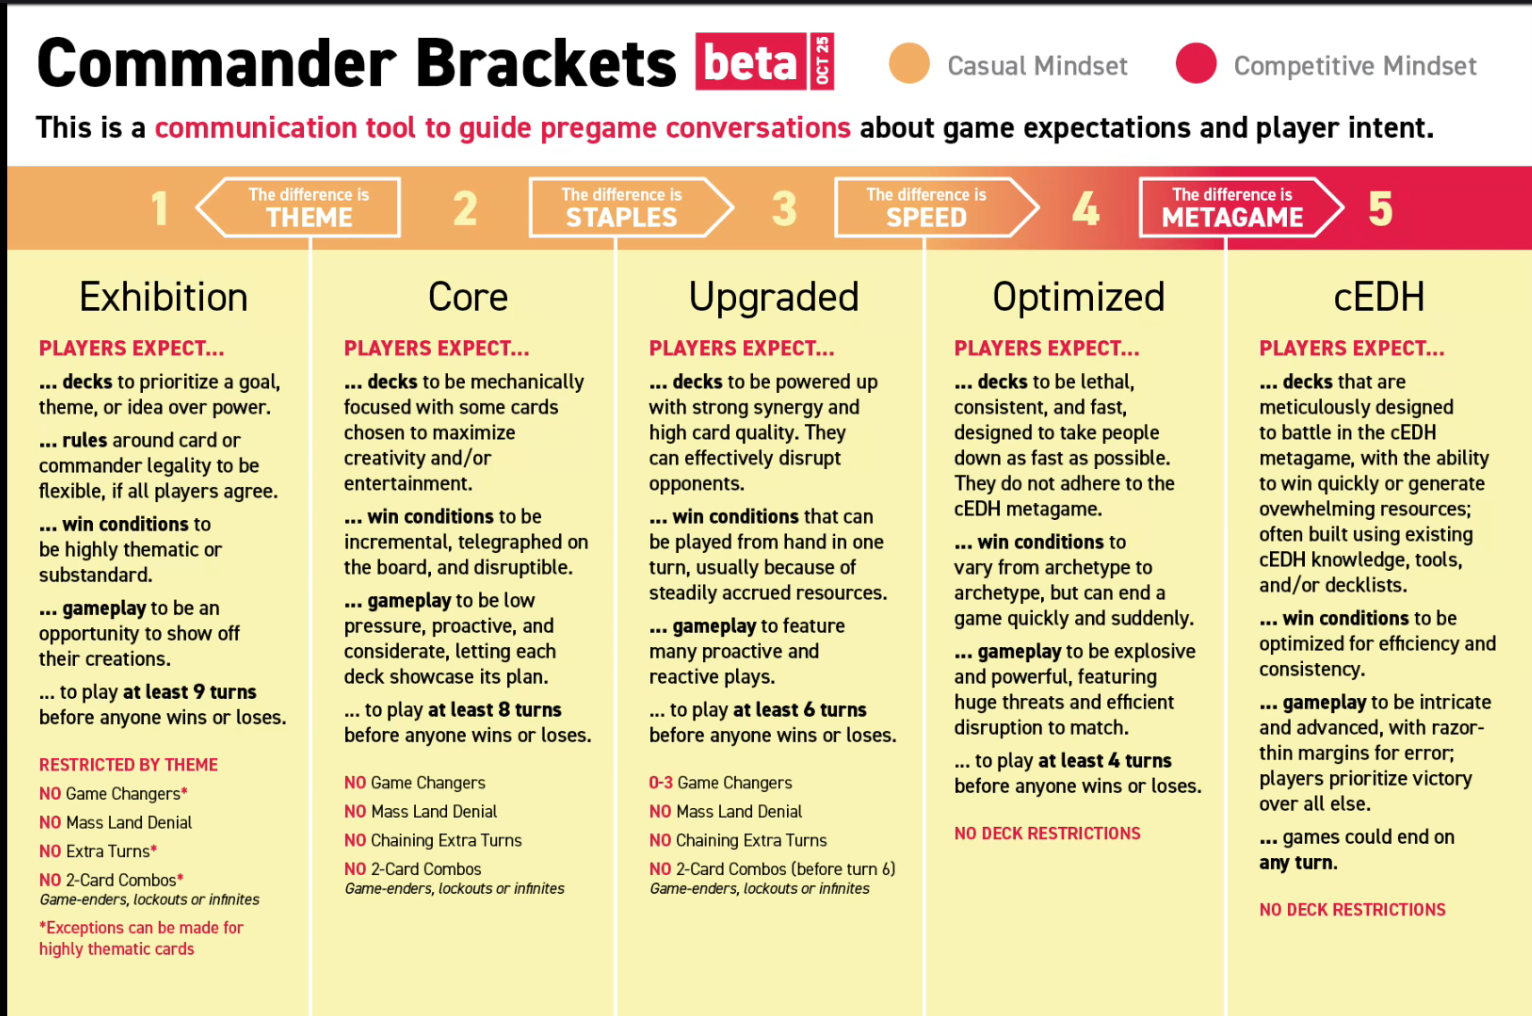 Commander Brackets beta OCT 25
Casual Mindset
Competitive Mindset
This is a communication tool to guide pregame conversations about game expectations and player intent.
1
The difference is
THEME
2
The difference is
STAPLES
3
The difference is
SPEED
4
The difference is
METAGAME
5
Exhibition
PLAYERS EXPECT...
... decks to prioritize a goal,
theme, or idea over power.
... rules around card or
commander legality to be
flexible, if all players agree.
... win conditions to
be highly thematic or
substandard.
... gameplay to be an
opportunity to show off
their creations.
... to play at least 9 turns
before anyone wins or loses.
RESTRICTED BY THEME
NO Game Changers*
NO Mass Land Denial
NO Extra Turns*
NO 2-Card Combos*
Game-enders, lockouts or infinites
*Exceptions can be made for
highly thematic cards
Core
PLAYERS EXPECT...
... decks to be mechanically
focused with some cards
chosen to maximize
creativity and/or
entertainment.
... win conditions to be
incremental, telegraphed on
the board, and disruptible.
... gameplay to be low
pressure, proactive, and
considerate, letting each
deck showcase its plan.
... to play at least 8 turns
before anyone wins or loses.
NO Game Changers
NO Mass Land Denial
NO Chaining Extra Turns
NO 2-Card Combos
Game-enders, lockouts or infinites
Upgraded
PLAYERS EXPECT...
... decks to be powered up
with strong synergy and
high card quality. They
can effectively disrupt
opponents.
... win conditions that can
be played from hand in one
turn, usually because of
steadily accrued resources.
... gameplay to feature
many proactive and
reactive plays.
... to play at least 6 turns
before anyone wins or loses.
0-3 Game Changers
NO Mass Land Denial
NO Chaining Extra Turns
NO 2-Card Combos (before turn 6)
Game-enders, lockouts or infinites
Optimized
PLAYERS EXPECT...
... decks to be lethal,
consistent, and fast,
designed to take people
down as fast as possible.
They do not adhere to the
cEDH metagame.
... win conditions to
vary from archetype to
archetype, but can end a
game quickly and suddenly.
... gameplay to be explosive
and powerful, featuring
huge threats and efficient
disruption to match.
... to play at least 4 turns
before anyone wins or loses.
NO DECK RESTRICTIONS
cEDH
PLAYERS EXPECT...
... decks that are
meticulously designed
to battle in the cEDH
metagame, with the ability
to win quickly or generate
ovewhelming resources;
often built using existing
cEDH knowledge, tools,
and/or decklists.
... win conditions to be
optimized for efficiency and
consistency.
... gameplay to be intricate
and advanced, with razor-
thin margins for error;
players prioritize victory
over all else.
... games could end on
any turn.
NO DECK RESTRICTIONS